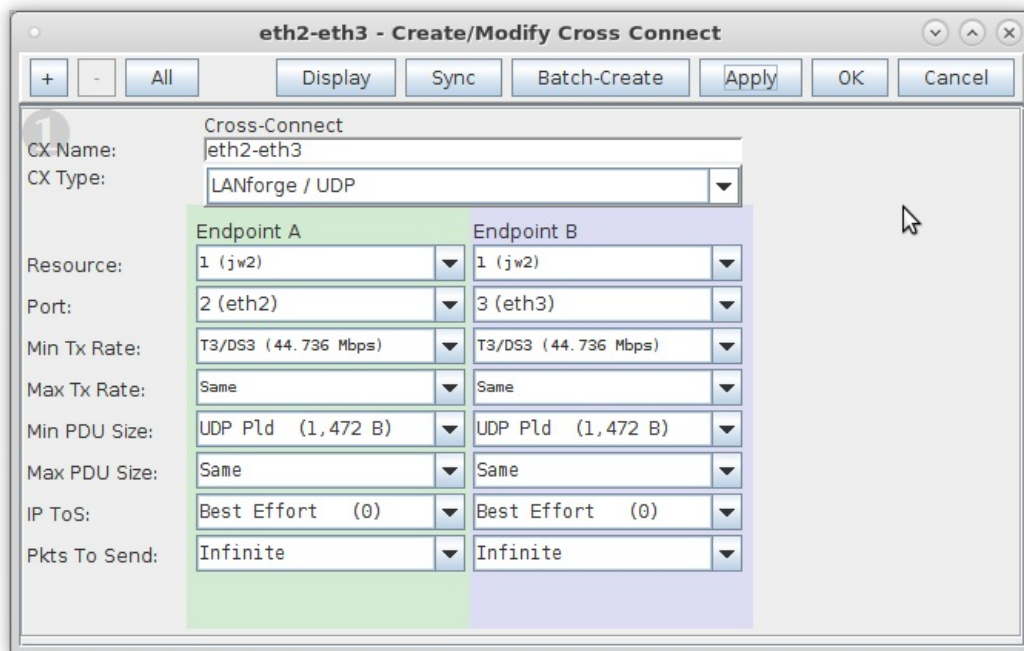 eth2-eth3 - Create/Modify Cross Connect
+ - All Display Sync Batch-Create Apply OK Cancel
1
Cross-Connect
CX Name: eth2-eth3
CX Type: LANforge / UDP
Endpoint A Endpoint B
Resource: 1 (jw2) 1 (jw2)
Port: 2 (eth2) 3 (eth3)
Min Tx Rate: T3/DS3 (44.736 Mbps) T3/DS3 (44.736 Mbps)
Max Tx Rate: Same Same
Min PDU Size: UDP Pld (1,472 B) UDP Pld (1,472 B)
Max PDU Size: Same Same
IP ToS: Best Effort (0) Best Effort (0)
Pkts To Send: Infinite Infinite